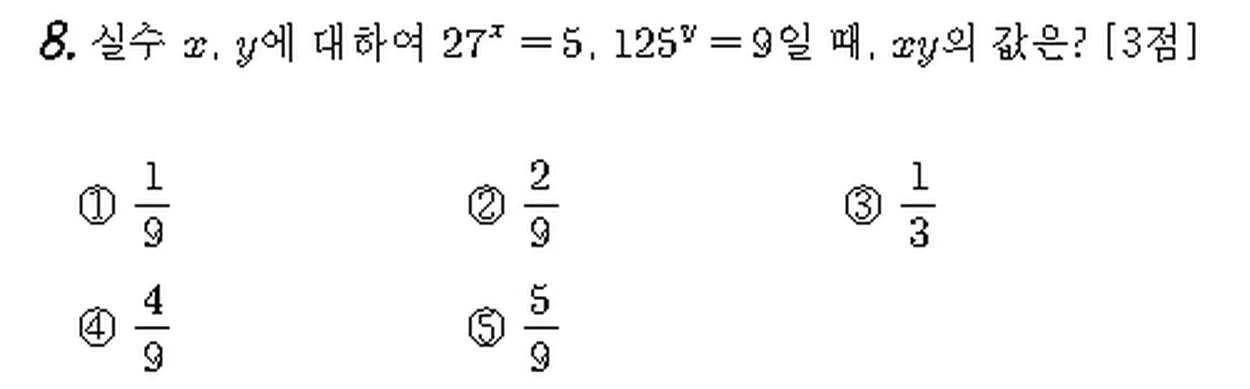 8. 실수 x, y에 대하여 27^x = 5, 125^y = 9일 때, xy의 값은? [3점]
① 1/9 ② 2/9 ③ 1/3
④ 4/9 ⑤ 5/9